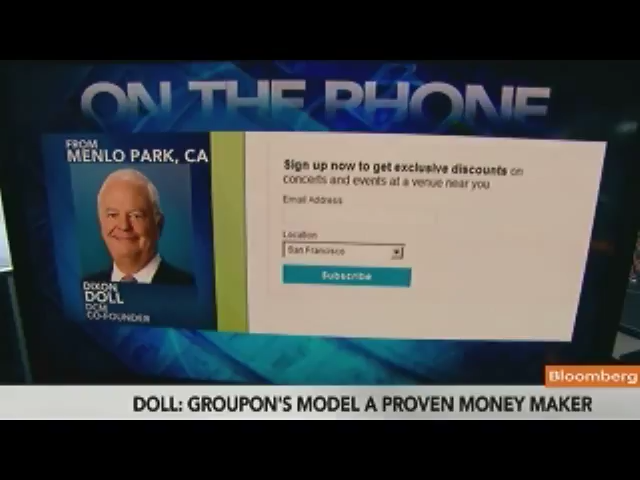 ON THE PHONE
FROM
MENLO PARK, CA
DIXON
DOLL
DCM
CO-FOUNDER
Sign up now to get exclusive discounts on
concerts and events at a venue near you
Email Address
Location
San Francisco
Subscribe
Bloomberg
DOLL: GROUPON'S MODEL A PROVEN MONEY MAKER